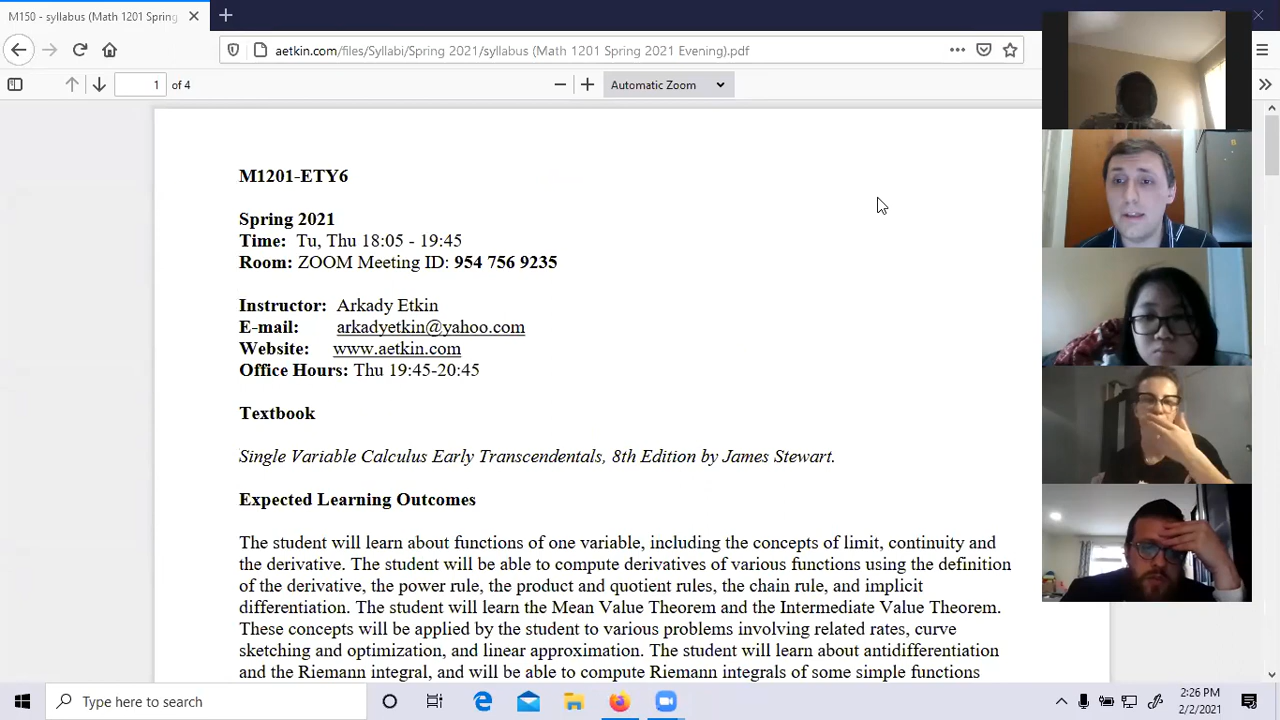 M150 - syllabus (Math 1201 Spring
aetkin.com/files/Syllabi/Spring 2021/syllabus (Math 1201 Spring 2021 Evening).pdf
1 of 4
Automatic Zoom
M1201-ETY6
Spring 2021
Time: Tu, Thu 18:05 - 19:45
Room: ZOOM Meeting ID: 954 756 9235
Instructor: Arkady Etkin
E-mail: arkadyetkin@yahoo.com
Website: www.aetkin.com
Office Hours: Thu 19:45-20:45
Textbook
Single Variable Calculus Early Transcendentals, 8th Edition by James Stewart.
Expected Learning Outcomes
The student will learn about functions of one variable, including the concepts of limit, continuity and
the derivative. The student will be able to compute derivatives of various functions using the definition
of the derivative, the power rule, the product and quotient rules, the chain rule, and implicit
differentiation. The student will learn the Mean Value Theorem and the Intermediate Value Theorem.
These concepts will be applied by the student to various problems involving related rates, curve
sketching and optimization, and linear approximation. The student will learn about antidifferentiation
and the Riemann integral, and will be able to compute Riemann integrals of some simple functions
Type here to search
2:26 PM
2/2/2021